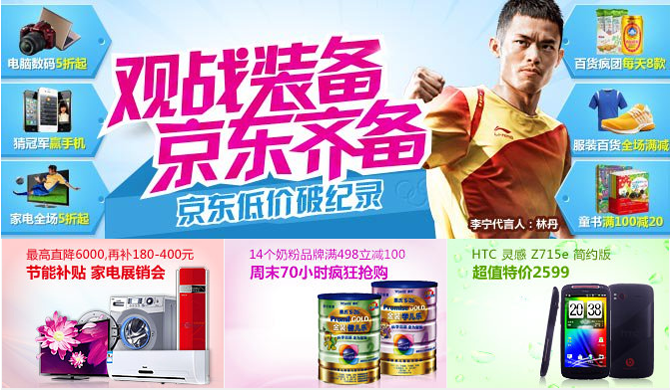 观战装备
京东齐备
京东低价破纪录
电脑数码5折起
猜冠军赢手机
家电全场5折起
百货疯团每天8款
服装百货全场满减
童书满100减20
李宁代言人：林丹
最高直降6000,再补180-400元
节能补贴 家电展销会
14个奶粉品牌满498立减100
周末70小时疯狂抢购
HTC 灵感 Z715e 简约版
超值特价2599
20 38